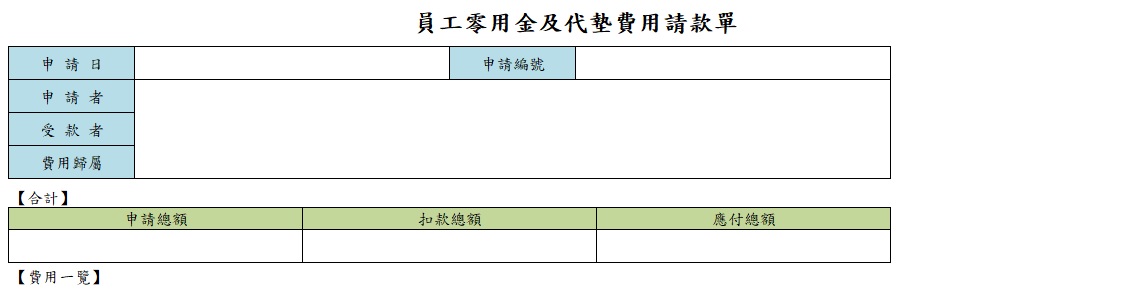 員工零用金及代墊費用請款單
申 請 日 申請編號
申 請 者
受 款 者
費用歸屬
【合計】
申請總額 扣款總額 應付總額
【費用一覽】